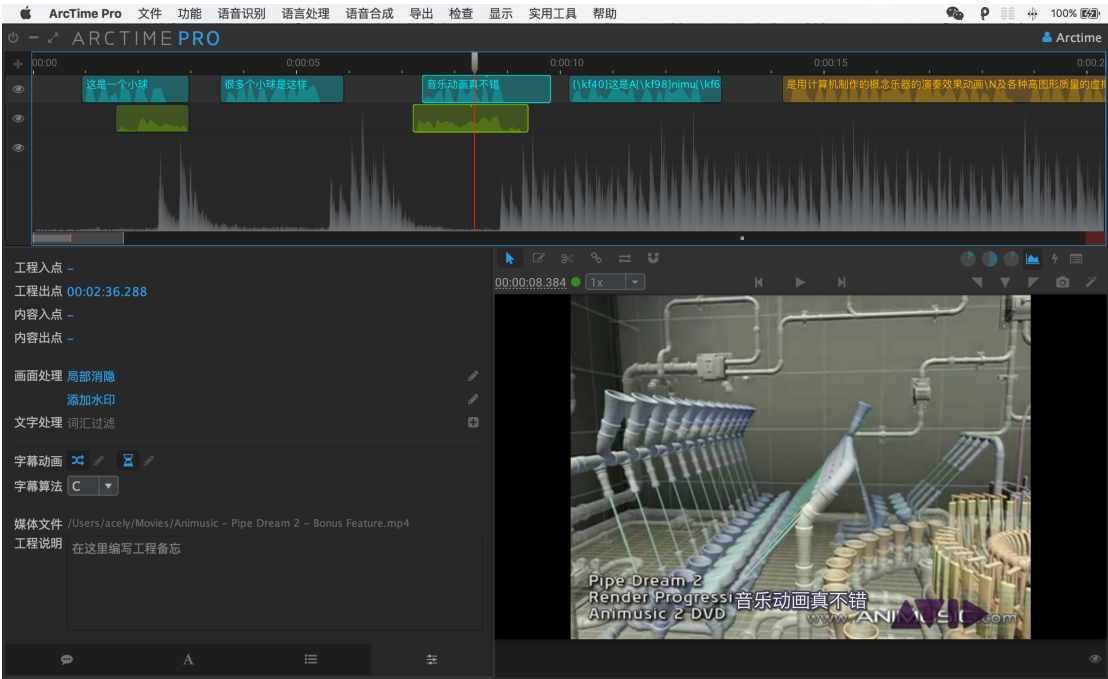 ArcTime Pro 文件 功能 语音识别 语言处理 语音合成 导出 检查 显示 实用工具 帮助 100%
ARCTIMEPRO Arctime
00:00 0:00:05 0:00:10 0:00:15 0:00:2
这是一个小球 很多个小球是这样 音乐动画真不错 {\kf40}这是A{\kf98}nimu{\kf6 是用计算机制作的概念乐器的演奏效果动画\N及各种高图形质量的虚拟
工程入点 –
工程出点 00:02:36.288
内容入点 –
内容出点 –
00:00:08.384 1x
画面处理 局部消隐
添加水印
文字处理 词汇过滤
字幕动画
字幕算法 C
媒体文件 /Users/acely/Movies/Animusic – Pipe Dream 2 – Bonus Feature.mp4
工程说明 在这里编写工程备忘
Pipe Dream 2
Render Progressi
音乐动画真不错
Animusic 2 DVD
www.ANIMUSIC.com
A